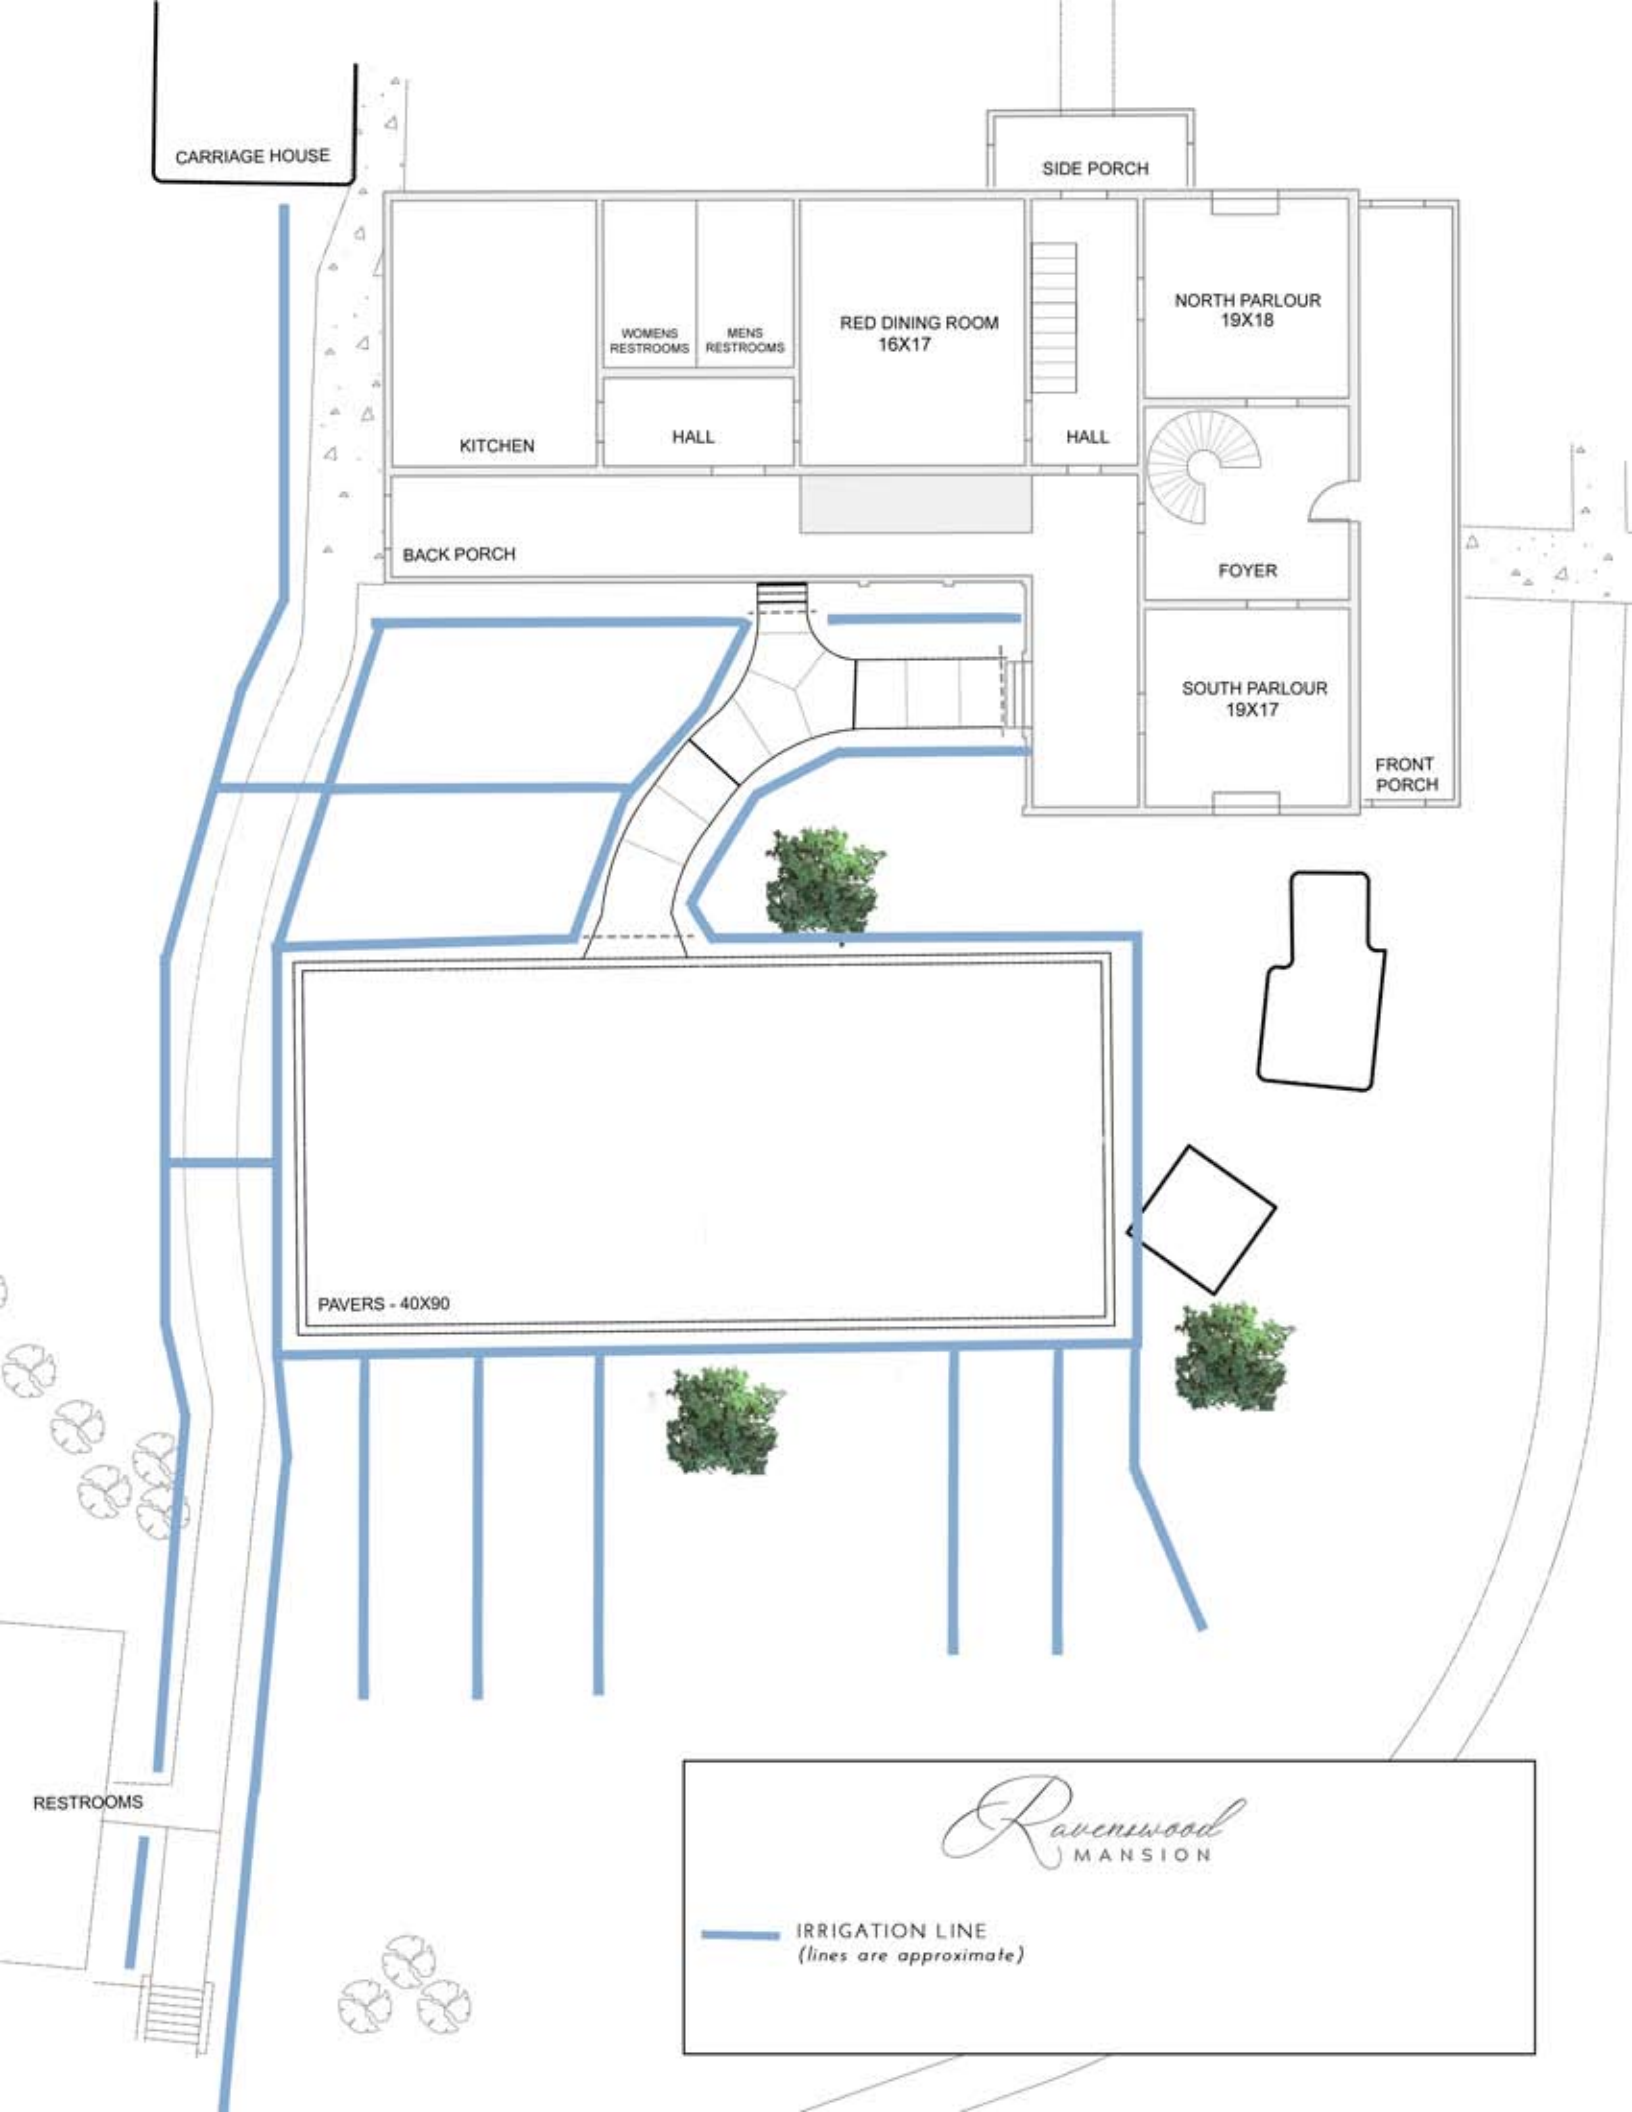 CARRIAGE HOUSE
SIDE PORCH
NORTH PARLOUR
19X18
RED DINING ROOM
16X17
WOMENS
RESTROOMS
MENS
RESTROOMS
HALL
HALL
KITCHEN
BACK PORCH
FOYER
SOUTH PARLOUR
19X17
FRONT
PORCH
PAVERS - 40X90
RESTROOMS
Ravenswood
MANSION
IRRIGATION LINE
(lines are approximate)